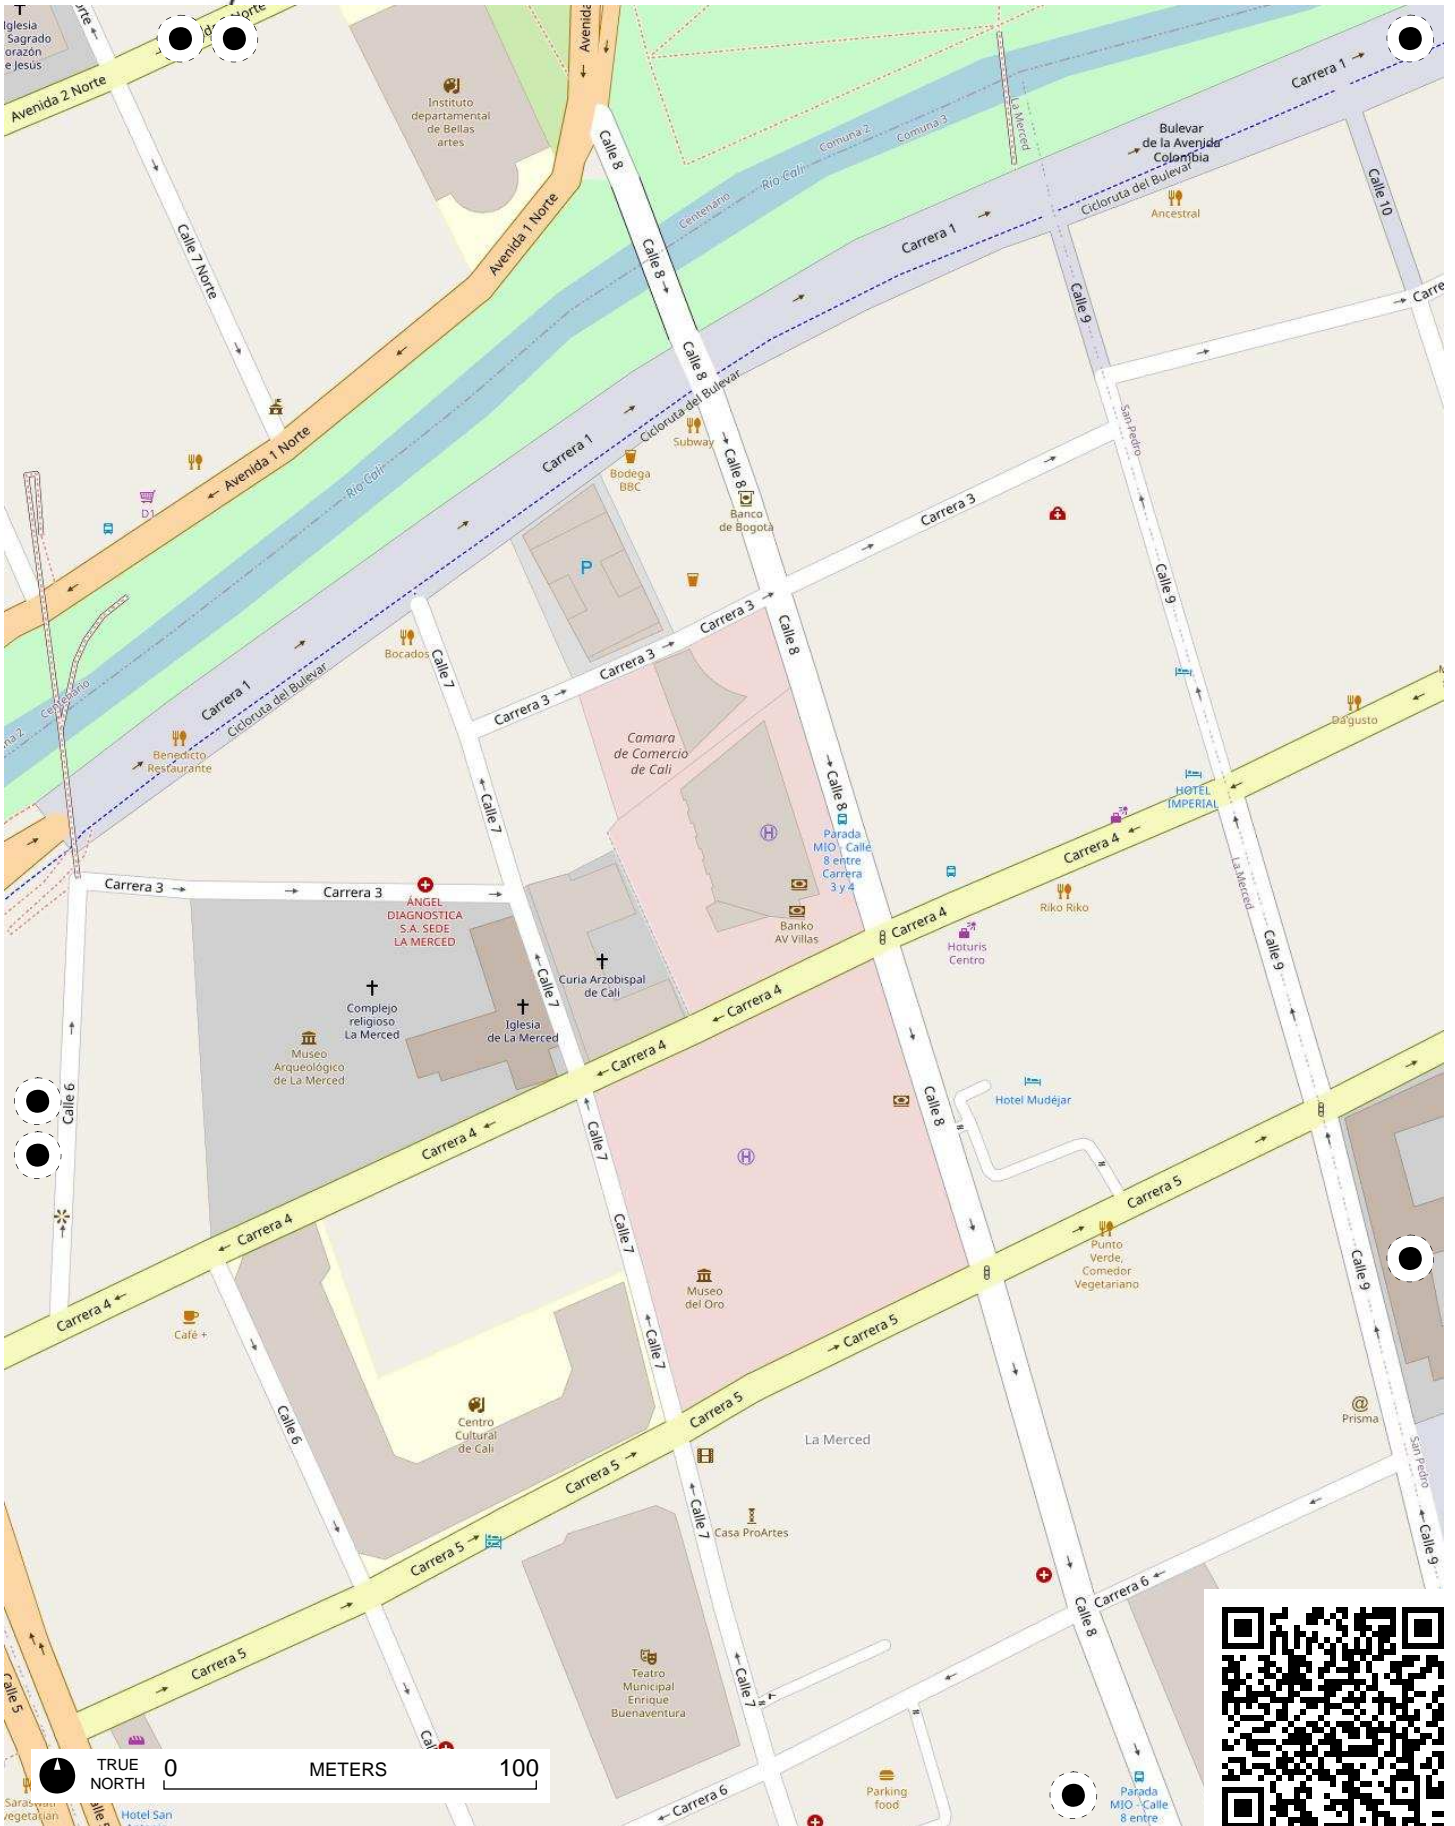 Iglesia
Sagrado
Corazón
e Jesús
Avenida 2 Norte
Avenida
Instituto
departamental
de Bellas
artes
Calle 8
Avenida 1 Norte
Calle 7 Norte
Calle 8
Centenario
Río Cali
Comuna 2
Comuna 3
La Merced
Carrera 1
Bulevar
de la Avenida
Colombia
Cicloruta del Bulevar
Ancestral
Calle 10
Carrera 1
Calle 9
Carre
Calle 8
Cicloruta del Bulevar
Subway
Bodega
BBC
Carrera 1
Calle 8
Banco
de Bogota
Carrera 3
San Pedro
Avenida 1 Norte
Río Cali
D1
P
Calle 9
Carrera 3
Calle 8
Carrera 3
Carrera 3
Bocados
Calle 7
Centenario
Carrera 1
Cicloruta del Bulevar
Benedicto
Restaurante
Camara
de Comercio
de Cali
H
Calle 8
Parada
MIO - Calle
8 entre
Carrera
3 y 4
Da'gusto
HOTEL
IMPERIAL
Carrera 4
Riko Riko
Calle 7
Carrera 3
Carrera 3
ÁNGEL
DIAGNOSTICA
S.A. SEDE
LA MERCED
Banko
AV Villas
Carrera 4
Hoturis
Centro
La Merced
Calle 9
Curia Arzobispal
de Cali
Calle 7
Complejo
religioso
La Merced
Iglesia
de La Merced
Museo
Arqueológico
de La Merced
Carrera 4
Carrera 4
Calle 6
Carrera 4
Calle 7
H
Calle 8
Hotel Mudéjar
Carrera 5
Punto
Verde,
Comedor
Vegetariano
Calle 9
Carrera 4
Calle 7
Museo
del Oro
Carrera 4
Café +
Carrera 5
Calle 7
Calle 6
Centro
Cultural
de Cali
Carrera 5
La Merced
@
Prisma
San Pedro
Carrera 5
Calle 7
Casa ProArtes
Carrera 5
Calle 9
Carrera 6
Calle 8
Carrera 5
Calle 5
Teatro
Municipal
Enrique
Buenaventura
Calle 7
TRUE
NORTH
0 METERS 100
Hotel San
Carrera 6
Parking
food
Parada
MIO - Calle
8 entre